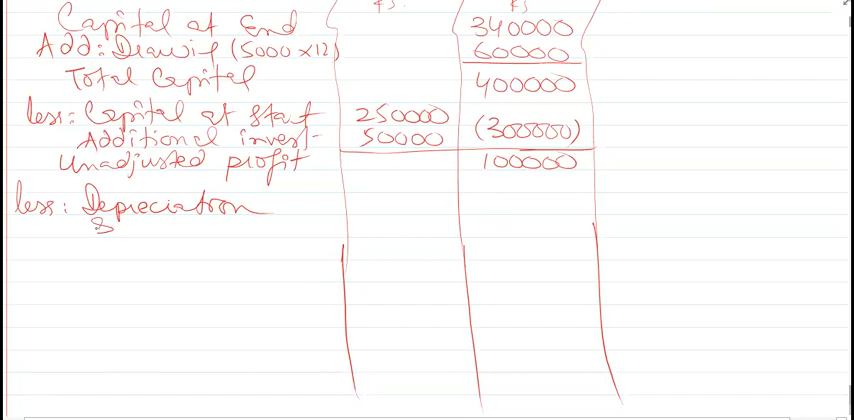 Rs. Rs
Capital at End 340000
Add: Drawing (5000 x 12) 60000
Total Capital 400000
less: Capital at start 250000
Additional invest- 50000 (300000)
Unadjusted profit 100000
less: Depreciation